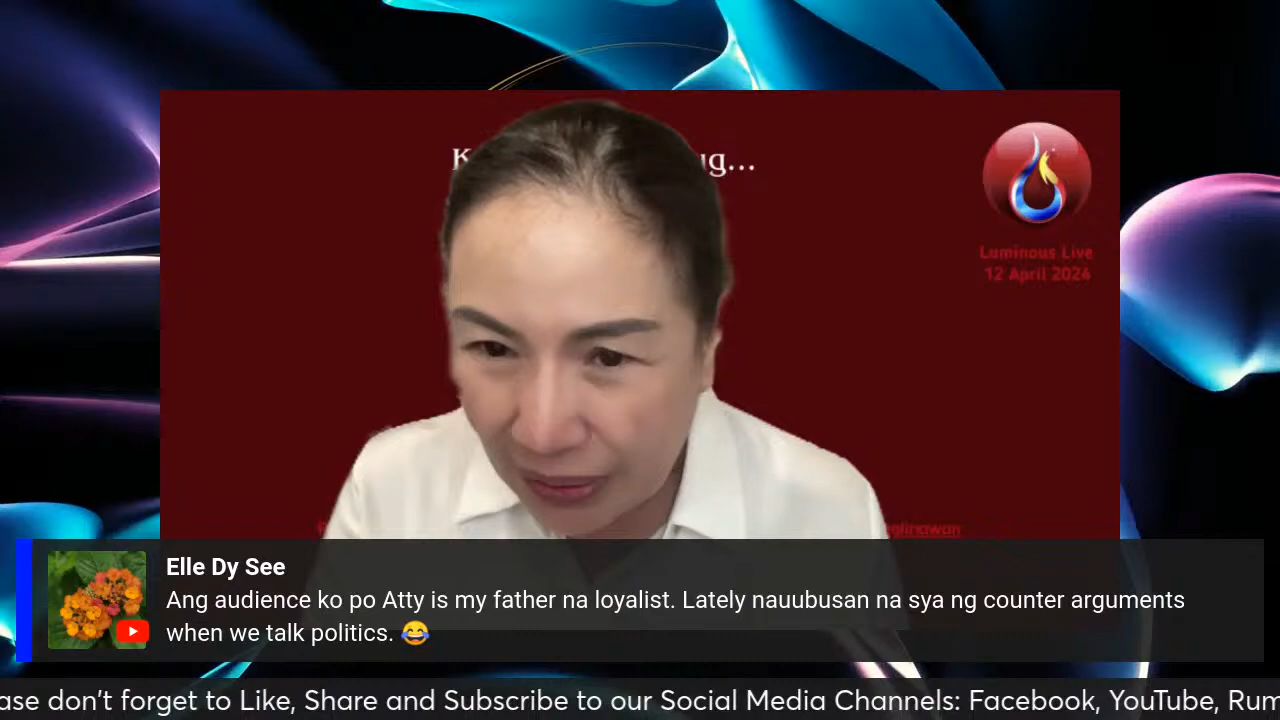 Luminous Live
12 April 2024
Elle Dy See
Ang audience ko po Atty is my father na loyalist. Lately nauubusan na sya ng counter arguments
when we talk politics. 😂
don't forget to Like, Share and Subscribe to our Social Media Channels: Facebook, YouTube,